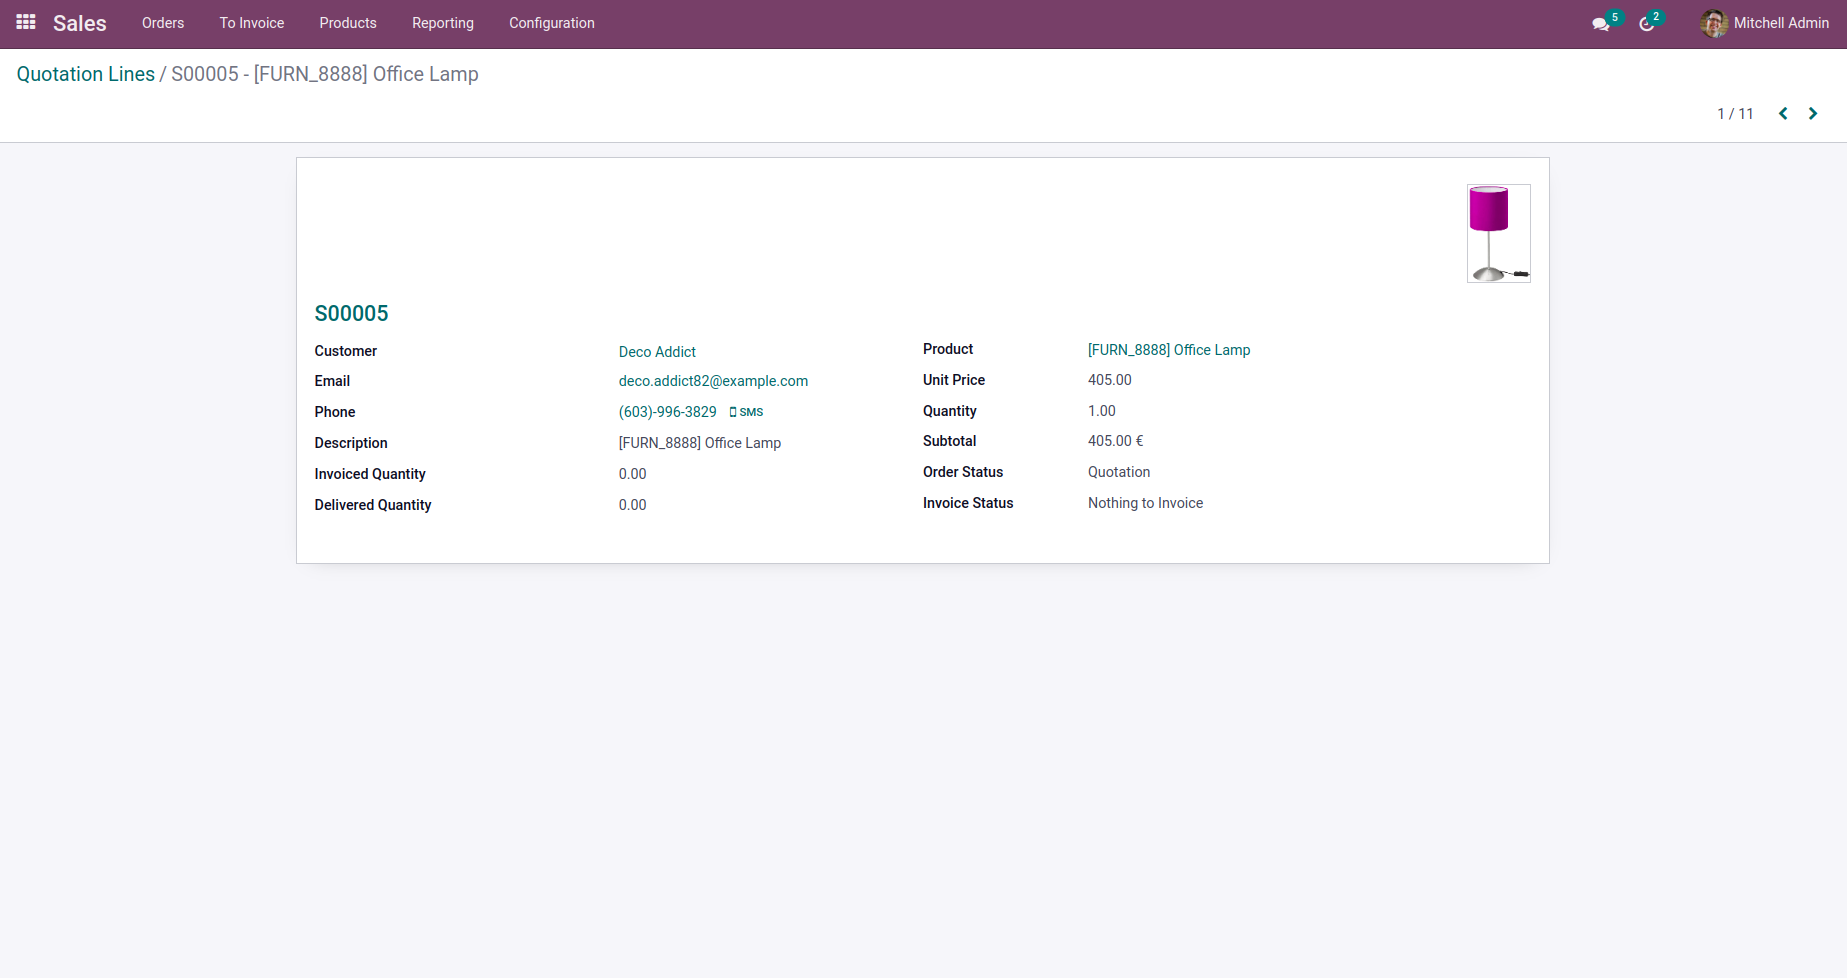 Sales Orders To Invoice Products Reporting Configuration 5 2 Mitchell Admin
Quotation Lines / S00005 - [FURN_8888] Office Lamp
1 / 11
S00005
Customer Deco Addict
Email deco.addict82@example.com
Phone (603)-996-3829 SMS
Description [FURN_8888] Office Lamp
Invoiced Quantity 0.00
Delivered Quantity 0.00
Product [FURN_8888] Office Lamp
Unit Price 405.00
Quantity 1.00
Subtotal 405.00 €
Order Status Quotation
Invoice Status Nothing to Invoice